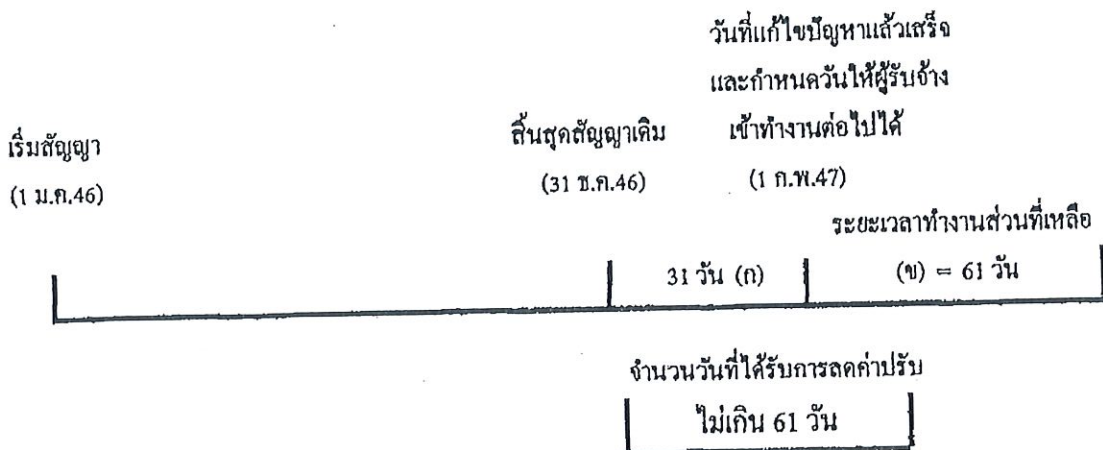 วันที่แก้ไขปัญหาแล้วเสร็จ
และกำหนดวันให้ผู้รับจ้าง
เริ่มสัญญา สิ้นสุดสัญญาเดิม เข้าทำงานต่อไปได้
(1 ม.ค.46) (31 ธ.ค.46) (1 ก.พ.47)
ระยะเวลาทำงานส่วนที่เหลือ
31 วัน (ก) (ข) = 61 วัน
จำนวนวันที่ได้รับการลดค่าปรับ
ไม่เกิน 61 วัน